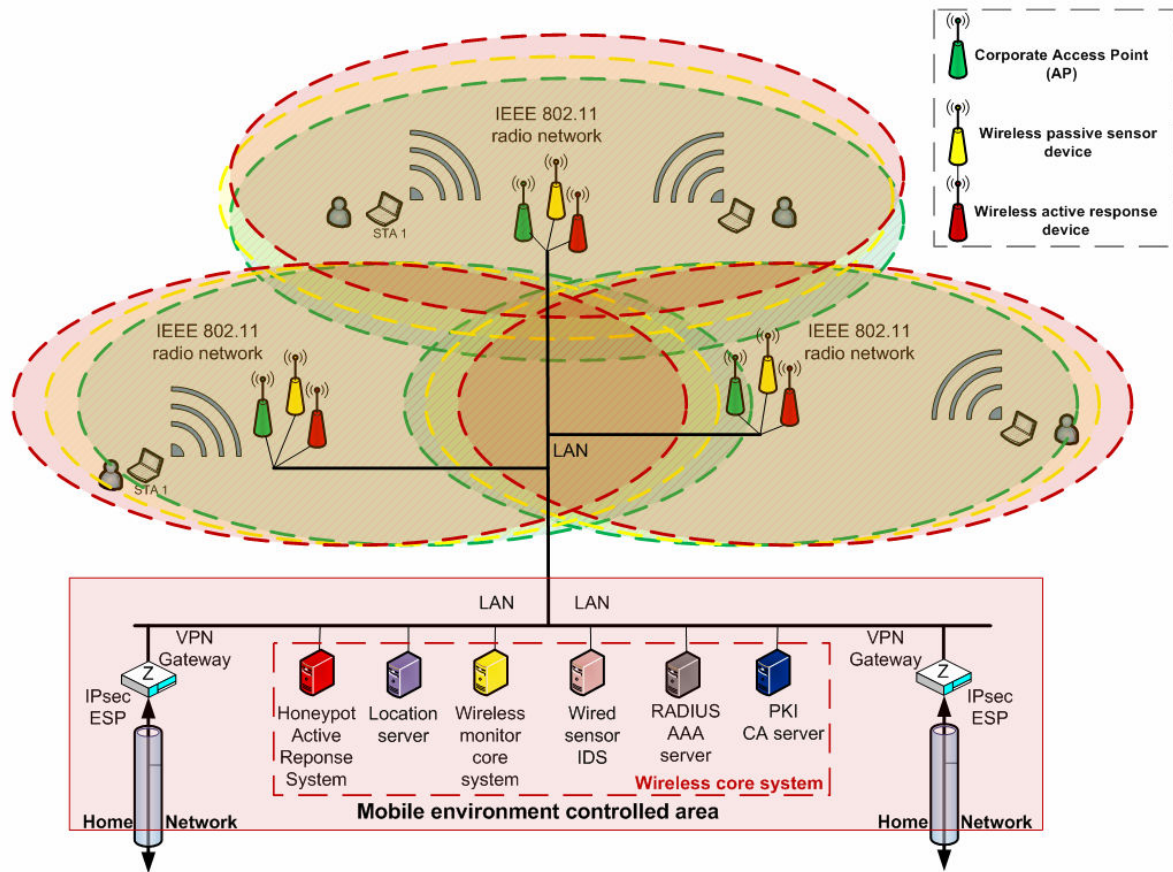 Corporate Access Point
(AP)
Wireless passive sensor
device
Wireless active response
device
IEEE 802.11
radio network
STA 1
IEEE 802.11
radio network
STA 1
IEEE 802.11
radio network
LAN
LAN
LAN
VPN
Gateway
IPsec
ESP
Honeypot
Active
Reponse
System
Location
server
Wireless
monitor
core
system
Wired
sensor
IDS
RADIUS
AAA
server
PKI
CA server
Wireless core system
VPN
Gateway
Z
IPsec
ESP
Z
Mobile environment controlled area
Home Network
Home Network